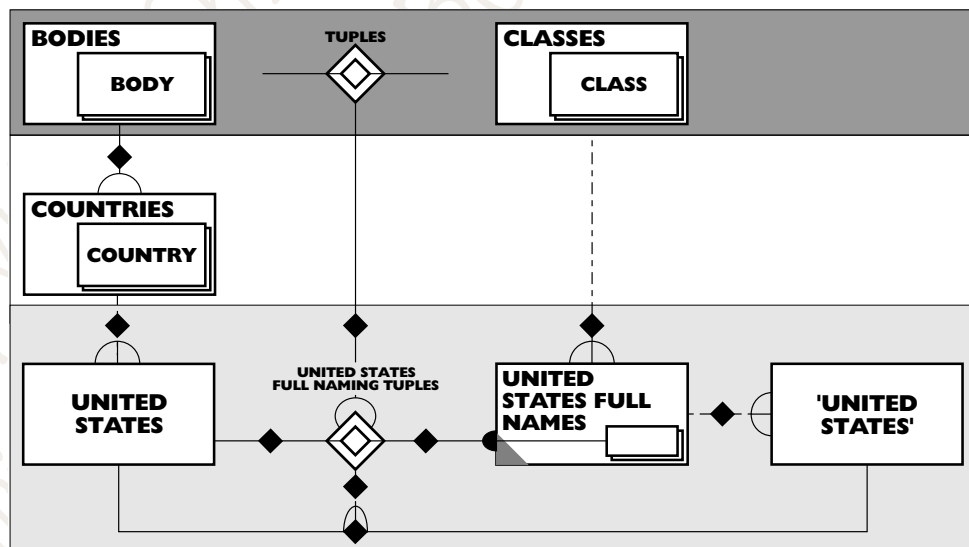 BODIES
BODY
TUPLES
CLASSES
CLASS
COUNTRIES
COUNTRY
UNITED
STATES
UNITED STATES
FULL NAMING TUPLES
UNITED
STATES FULL
NAMES
'UNITED
STATES'